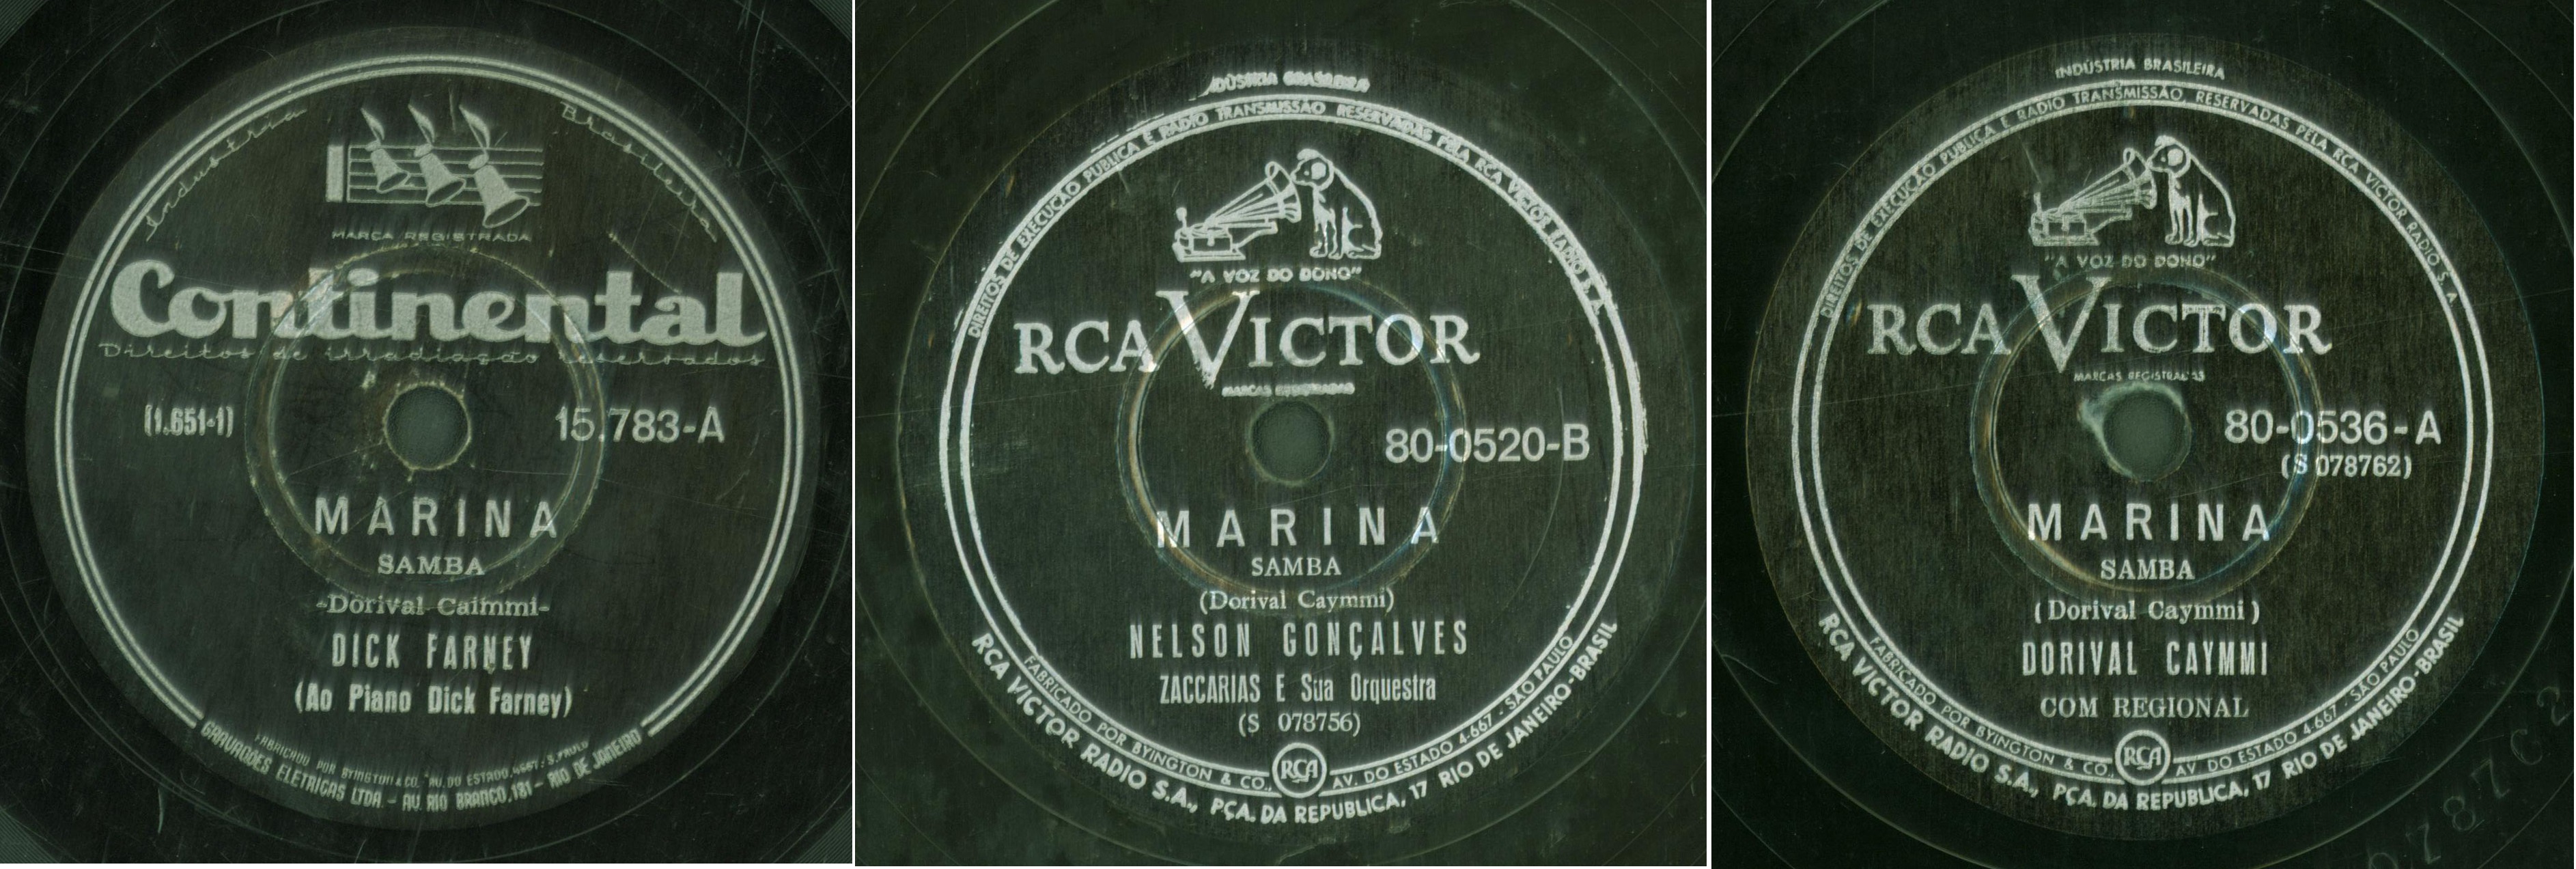 Industria Brasileira
MARCA REGISTRADA
Continental
Direitos de irradiação reservados
(1.651-1) 15.783-A
MARINA
SAMBA
-Dorival Caimmi-
DICK FARNEY
(Ao Piano Dick Farney)
FABRICADO POR BYINGTON & CO. AV. DO ESTADO, 4667 - S. PAULO
GRAVAÇÕES ELETRICAS LTDA. - AV. RIO BRANCO, 181 - RIO DE JANEIRO
BRASILEIRA
DIREITOS DE EXECUÇÃO PUBLICA E RADIO TRANSMISSÃO RESERVADAS PELA RCA VICTOR RADIO S.A.
"A VOZ DO DONO"
RCA VICTOR
MARCAS REGISTRADAS
80-0520-B
MARINA
SAMBA
(Dorival Caymmi)
NELSON GONÇALVES
ZACCARIAS E Sua Orquestra
(S 078756)
FABRICADO POR BYINGTON & CO., AV. DO ESTADO 4-667 - SÃO PAULO
RCA
RCA VICTOR RADIO S.A., PÇA. DA REPUBLICA, 17 RIO DE JANEIRO-BRASIL
INDÚSTRIA BRASILEIRA
DIREITOS DE EXECUÇÃO PUBLICA E RADIO TRANSMISSÃO RESERVADAS PELA RCA VICTOR RADIO S.A.
"A VOZ DO DONO"
RCA VICTOR
MARCAS REGISTRADAS
80-0536-A
(S 078762)
MARINA
SAMBA
(Dorival Caymmi)
DORIVAL CAYMMI
COM REGIONAL
FABRICADO POR BYINGTON & CO., AV DO ESTADO 4-667 - SÃO PAULO
RCA
RCA VICTOR RADIO S.A., PÇA. DA REPUBLICA, 17 RIO DE JANEIRO-BRASIL
078762